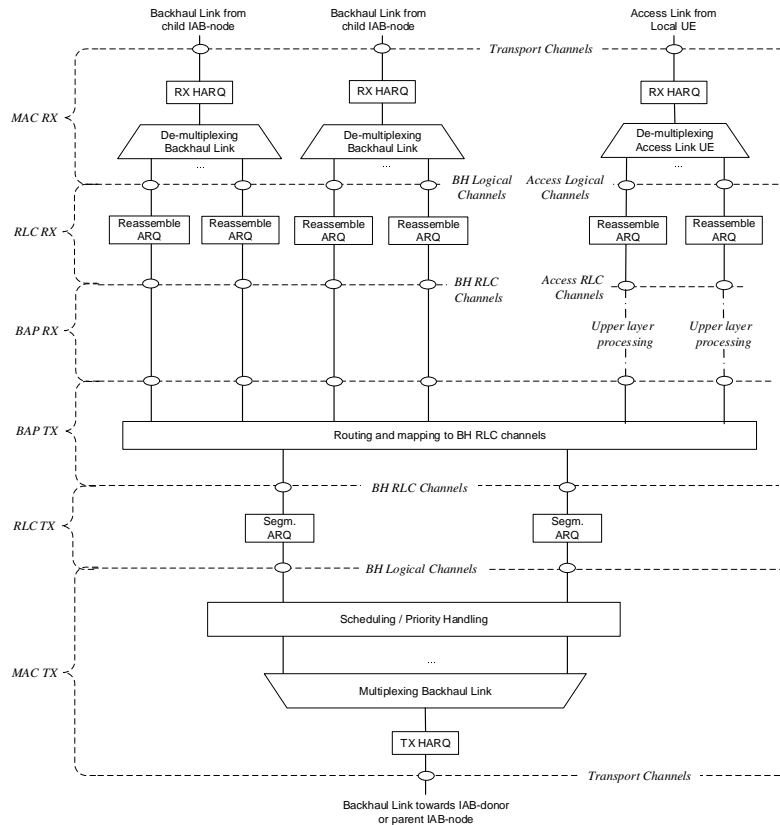 Backhaul Link from
child IAB-node
Backhaul Link from
child IAB-node
Access Link from
Local UE
Transport Channels
RX HARQ
RX HARQ
RX HARQ
MAC RX
De-multiplexing
Backhaul Link
De-multiplexing
Backhaul Link
De-multiplexing
Access Link UE
...
...
...
BH Logical
Channels
Access Logical
Channels
RLC RX
Reassemble
ARQ
Reassemble
ARQ
Reassemble
ARQ
Reassemble
ARQ
Reassemble
ARQ
Reassemble
ARQ
BH RLC
Channels
Access RLC
Channels
BAP RX
Upper layer
processing
Upper layer
processing
BAP TX
Routing and mapping to BH RLC channels
BH RLC Channels
RLC TX
Segm.
ARQ
Segm.
ARQ
BH Logical Channels
Scheduling / Priority Handling
MAC TX
...
Multiplexing Backhaul Link
TX HARQ
Transport Channels
Backhaul Link towards IAB-donor
or parent IAB-node